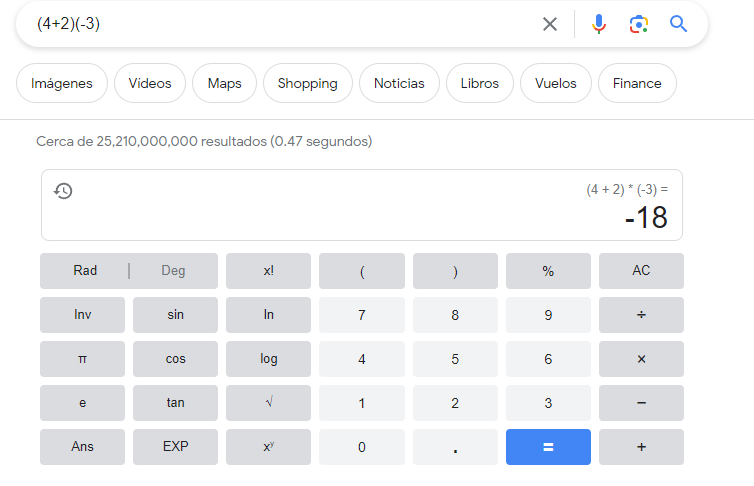 (4+2)(-3)
Imágenes Vídeos Maps Shopping Noticias Libros Vuelos Finance
Cerca de 25,210,000,000 resultados (0.47 segundos)
(4 + 2) * (-3) =
-18
Rad | Deg x! ( ) % AC
Inv sin ln 7 8 9 ÷
π cos log 4 5 6 ×
e tan √ 1 2 3 −
Ans EXP xʸ 0 . = +